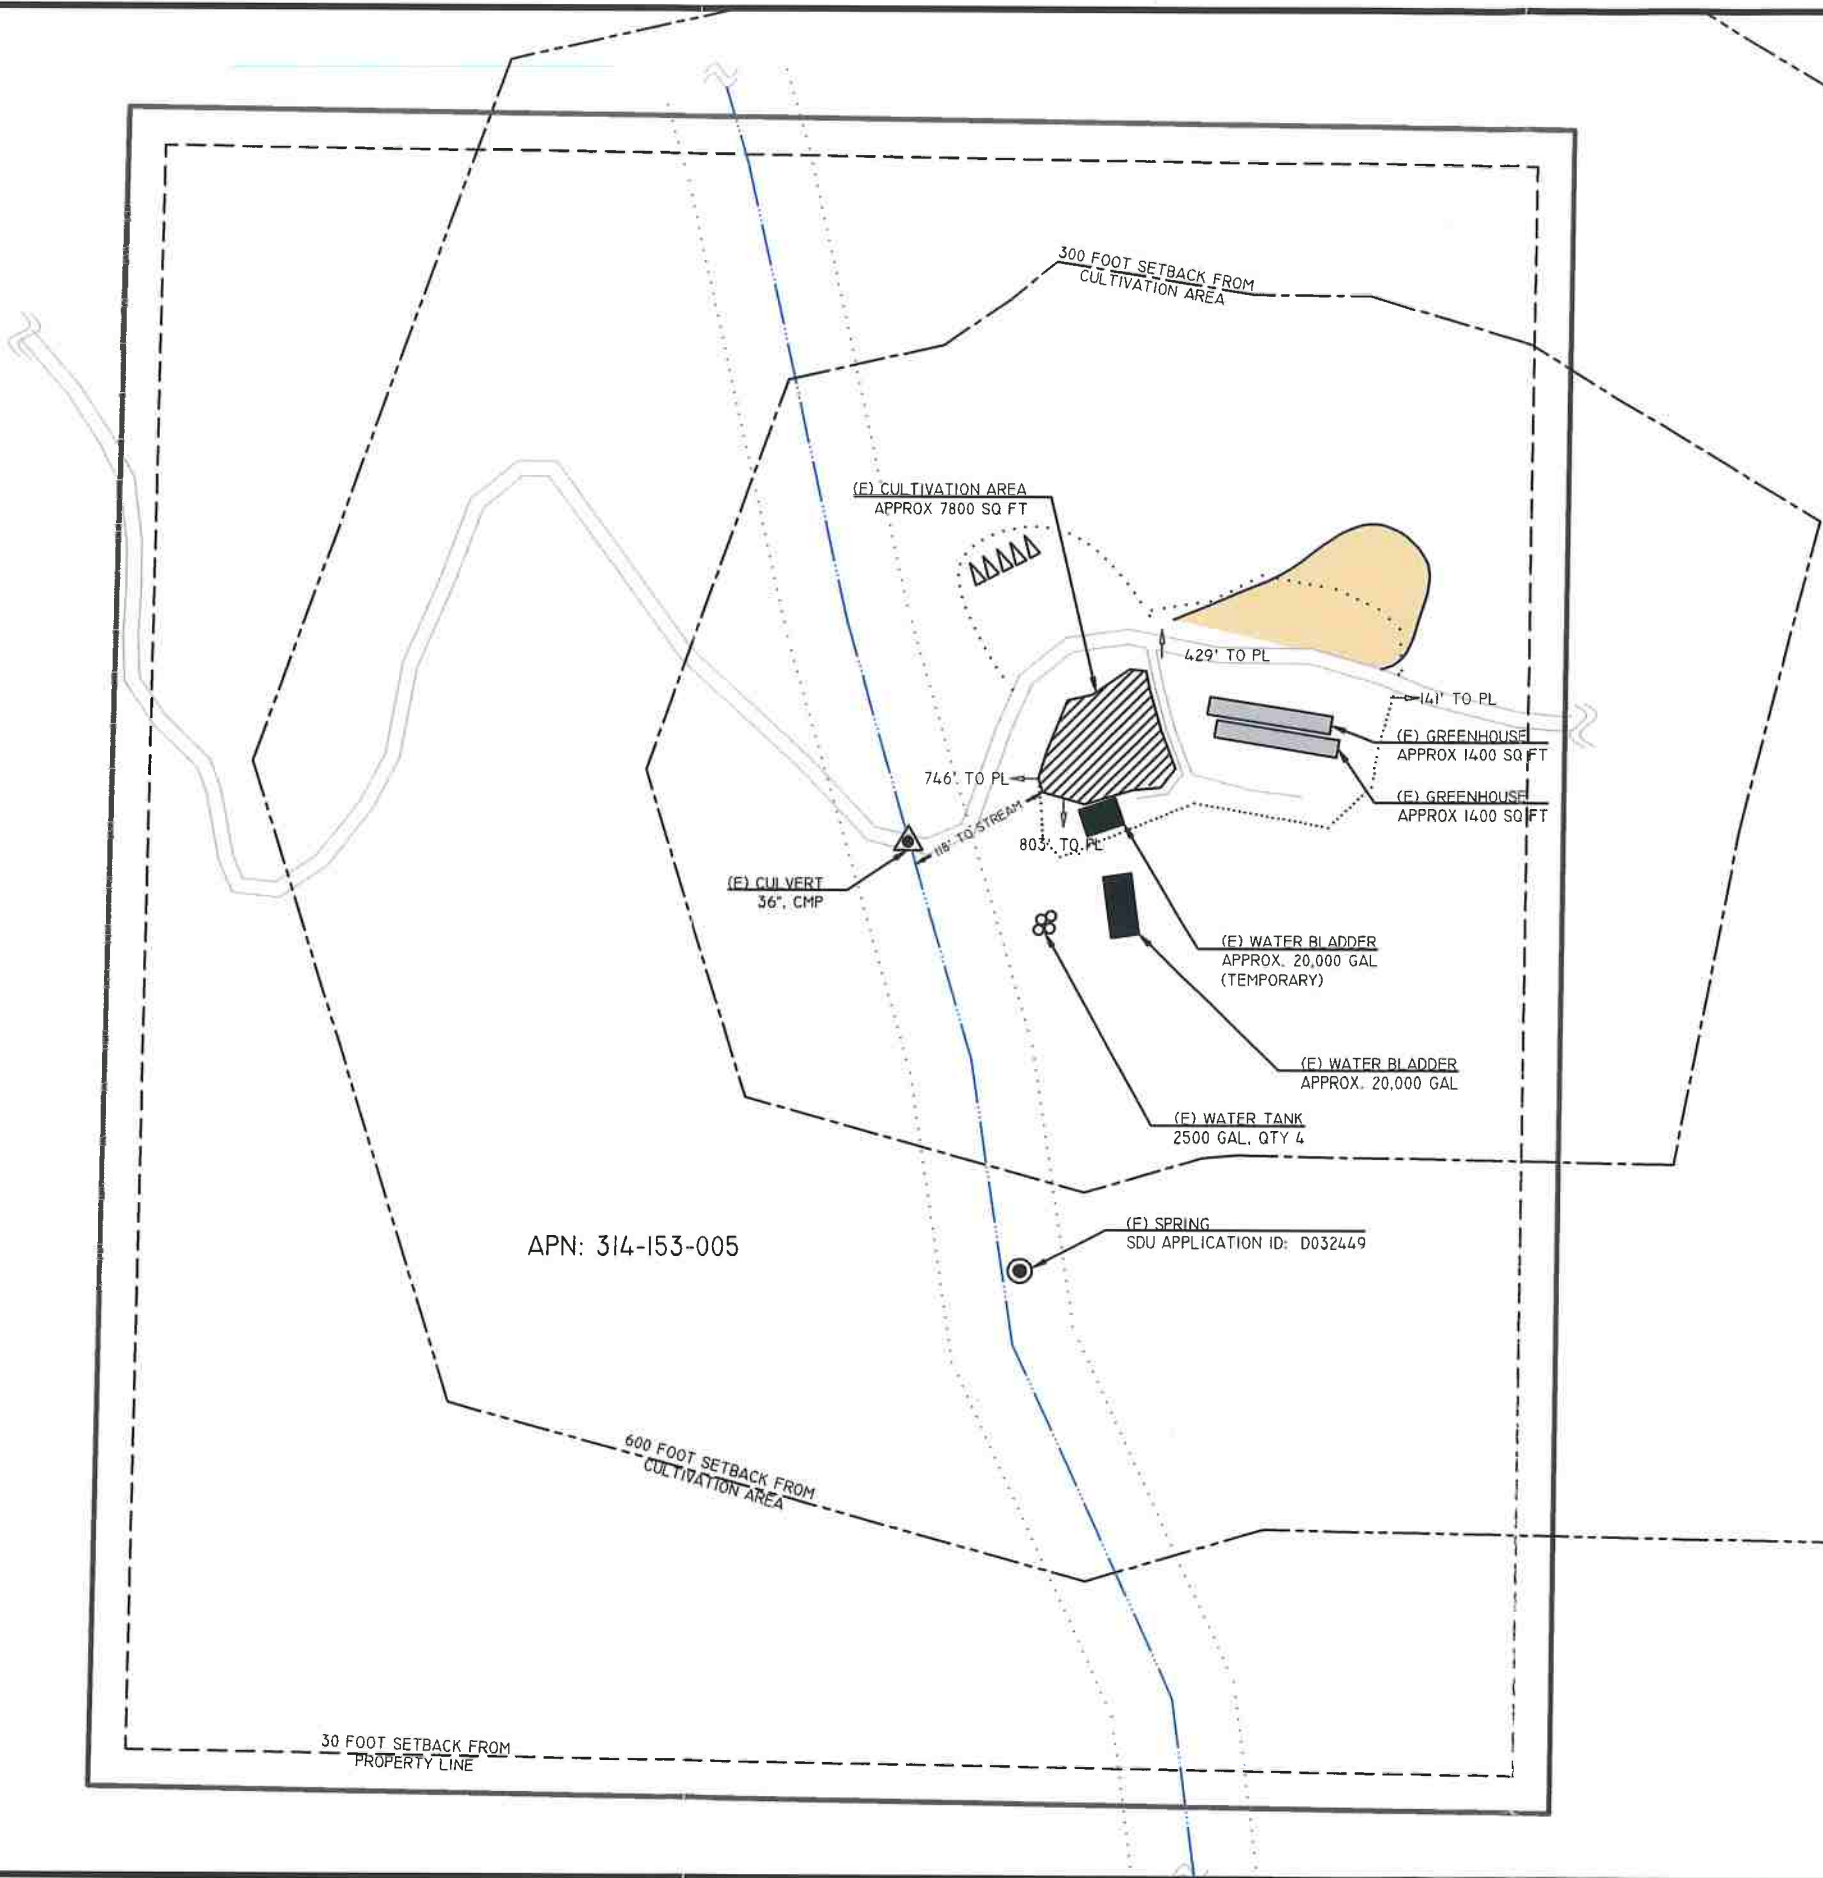 300 FOOT SETBACK FROM
CULTIVATION AREA
(E) CULTIVATION AREA
APPROX 7800 SQ FT
429' TO PL
141' TO PL
(E) GREENHOUSE
APPROX 1400 SQ FT
746' TO PL
(E) GREENHOUSE
APPROX 1400 SQ FT
118' TO STREAM
803' TO PL
(E) CULVERT
36", CMP
(E) WATER BLADDER
APPROX. 20,000 GAL
(TEMPORARY)
(E) WATER BLADDER
APPROX. 20,000 GAL
(E) WATER TANK
2500 GAL, QTY 4
(E) SPRING
SDU APPLICATION ID: D032449
APN: 314-153-005
600 FOOT SETBACK FROM
CULTIVATION AREA
30 FOOT SETBACK FROM
PROPERTY LINE